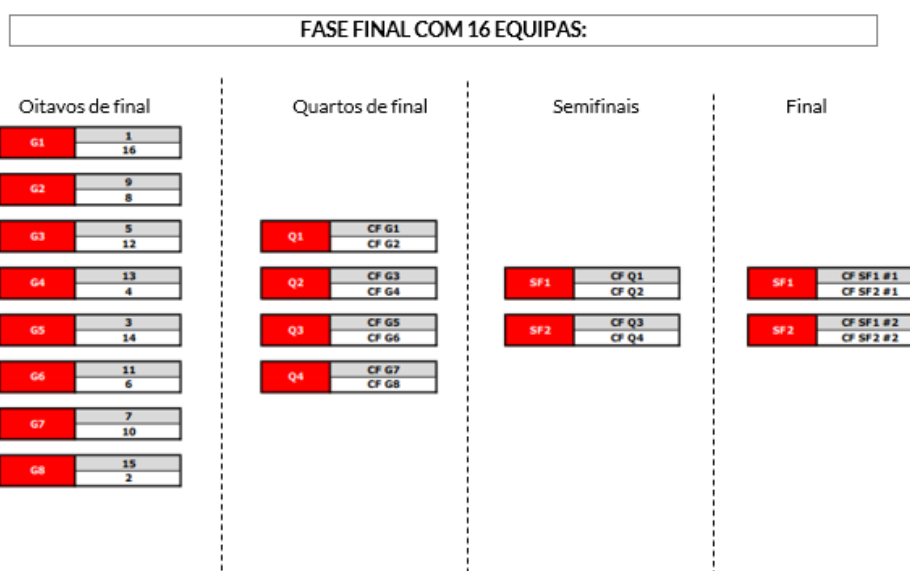 FASE FINAL COM 16 EQUIPAS:
Oitavos de final
G1 1
16
G2 9
8
G3 5
12
G4 13
4
G5 3
14
G6 11
6
G7 7
10
G8 15
2
Quartos de final
Q1 CF G1
CF G2
Q2 CF G3
CF G4
Q3 CF G5
CF G6
Q4 CF G7
CF G8
Semifinais
SF1 CF Q1
CF Q2
SF2 CF Q3
CF Q4
Final
SF1 CF SF1 #1
CF SF2 #1
SF2 CF SF1 #2
CF SF2 #2